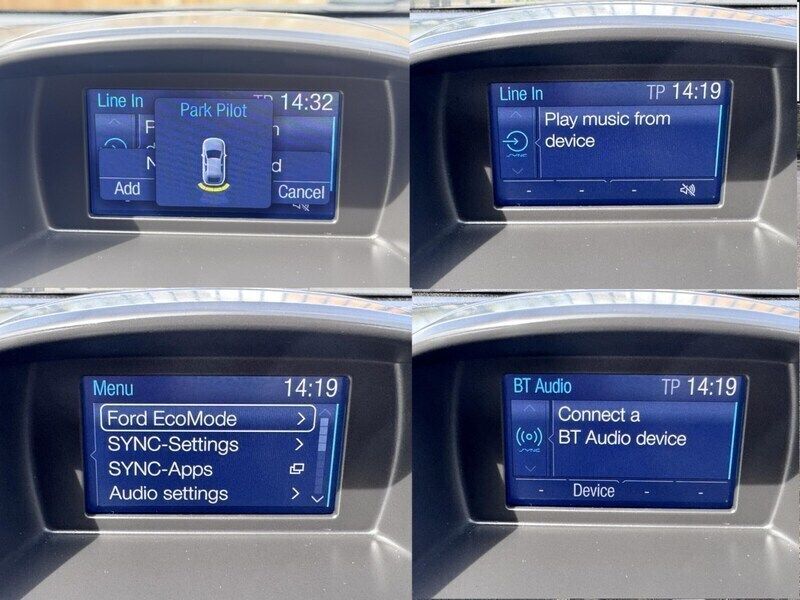 Line In
TP 14:32
Park Pilot
Add
Cancel
Line In TP 14:19
Play music from
device
SYNC
Menu 14:19
Ford EcoMode
SYNC-Settings
SYNC-Apps
Audio settings
BT Audio TP 14:19
Connect a
BT Audio device
SYNC
- Device - -